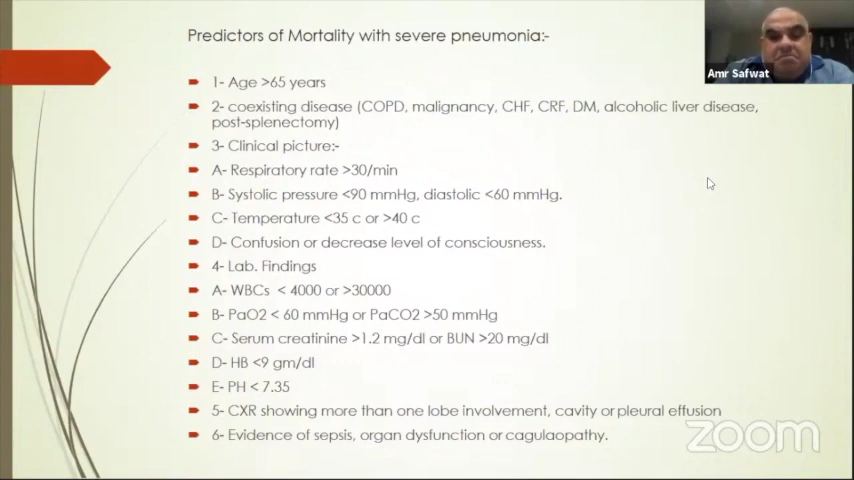 Predictors of Mortality with severe pneumonia:-
Amr Safwat
1- Age >65 years
2- coexisting disease (COPD, malignancy, CHF, CRF, DM, alcoholic liver disease,
post-splenectomy)
3- Clinical picture:-
A- Respiratory rate >30/min
B- Systolic pressure <90 mmHg, diastolic <60 mmHg.
C- Temperature <35 c or >40 c
D- Confusion or decrease level of consciousness.
4- Lab. Findings
A- WBCs < 4000 or >30000
B- PaO2 < 60 mmHg or PaCO2 >50 mmHg
C- Serum creatinine >1.2 mg/dl or BUN >20 mg/dl
D- HB <9 gm/dl
E- PH < 7.35
5- CXR showing more than one lobe involvement, cavity or pleural effusion
6- Evidence of sepsis, organ dysfunction or cagulaopathy.
zoom